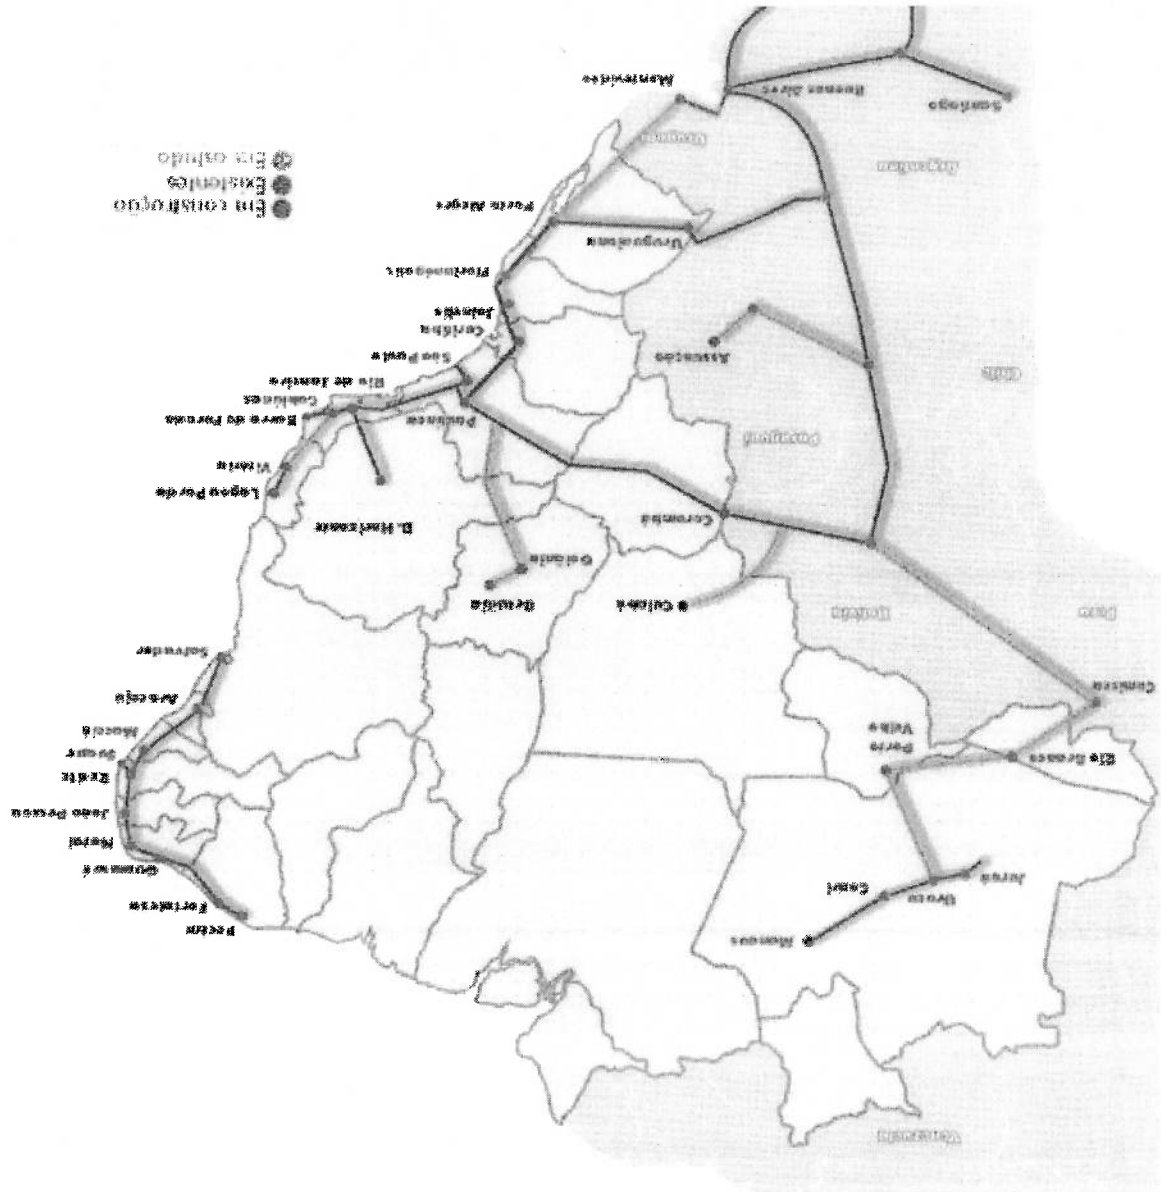 Venezuela
Manaus
Pecém
Fortaleza
Coari
Urucu
Juruá
Guamaré
Natal
João Pessoa
Recife
Suape
Rio Branco
Porto
Velho
Maceió
Aracaju
Camisea
Salvador
Peru
Bolívia
Cuiabá
Brasília
Goiânia
B. Horizonte
Corumbá
Lagoa Parda
Vitória
Paraguai
Paulínea
Barra do Furado
Cabiúnas
Rio de Janeiro
Chile
Assunção
São Paulo
Curitiba
Joinville
Florianópolis
Uruguaiana
Porto Alegre
Em construção
Existentes
Em estudo
Argentina
Uruguai
Santiago
Buenos Aires
Montevideo